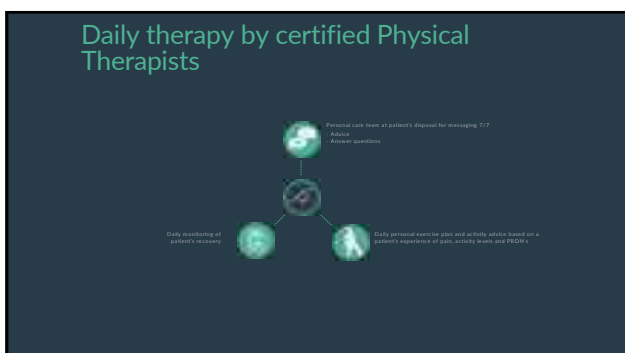 Daily therapy by certified Physical
Therapists
Personal care team at patient's disposal for messaging 7/7
- Advice
- Answer questions
Daily monitoring of
patient's recovery
Daily personal exercise plan and activity advice based on a
patient's experience of pain, activity levels and PROMs